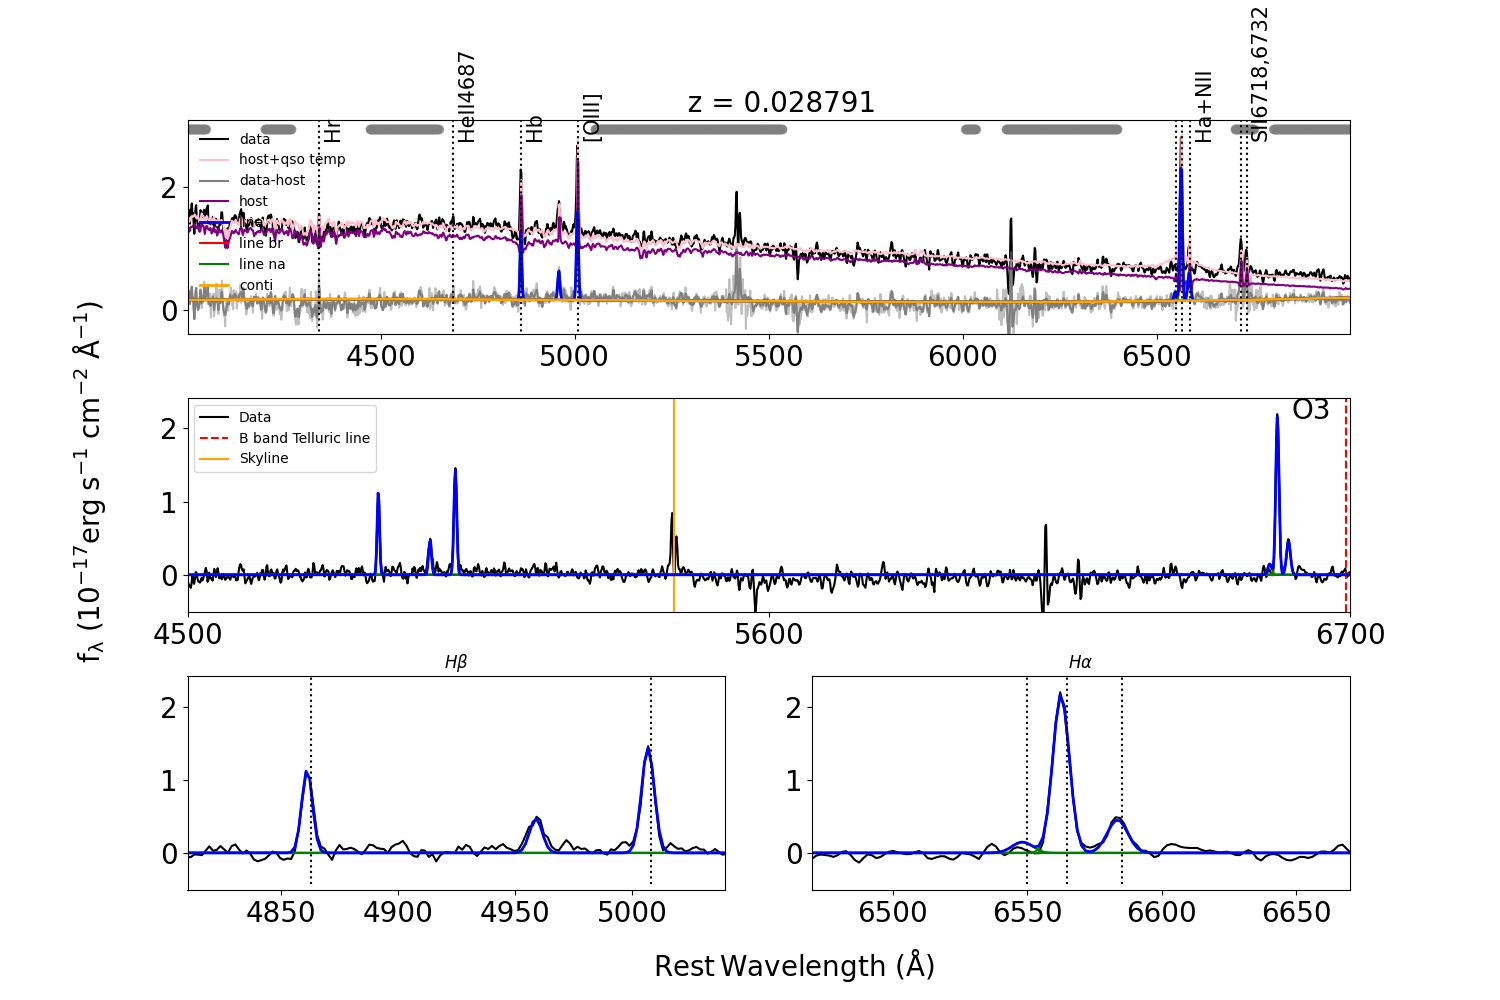 z = 0.028791
Hr
HeII4687
Hb
[OIII]
Ha+NII
SII6718,6732
data
host+qso temp
data-host
host
line
line br
line na
conti
2
0
4500 5000 5500 6000 6500
Data
B band Telluric line
Skyline
O3
2
1
0
4500 5600 6700
fλ (10−17erg s−1 cm−2 Å−1)
Hβ
2
1
0
4850 4900 4950 5000
Hα
2
1
0
6500 6550 6600 6650
Rest Wavelength (Å)